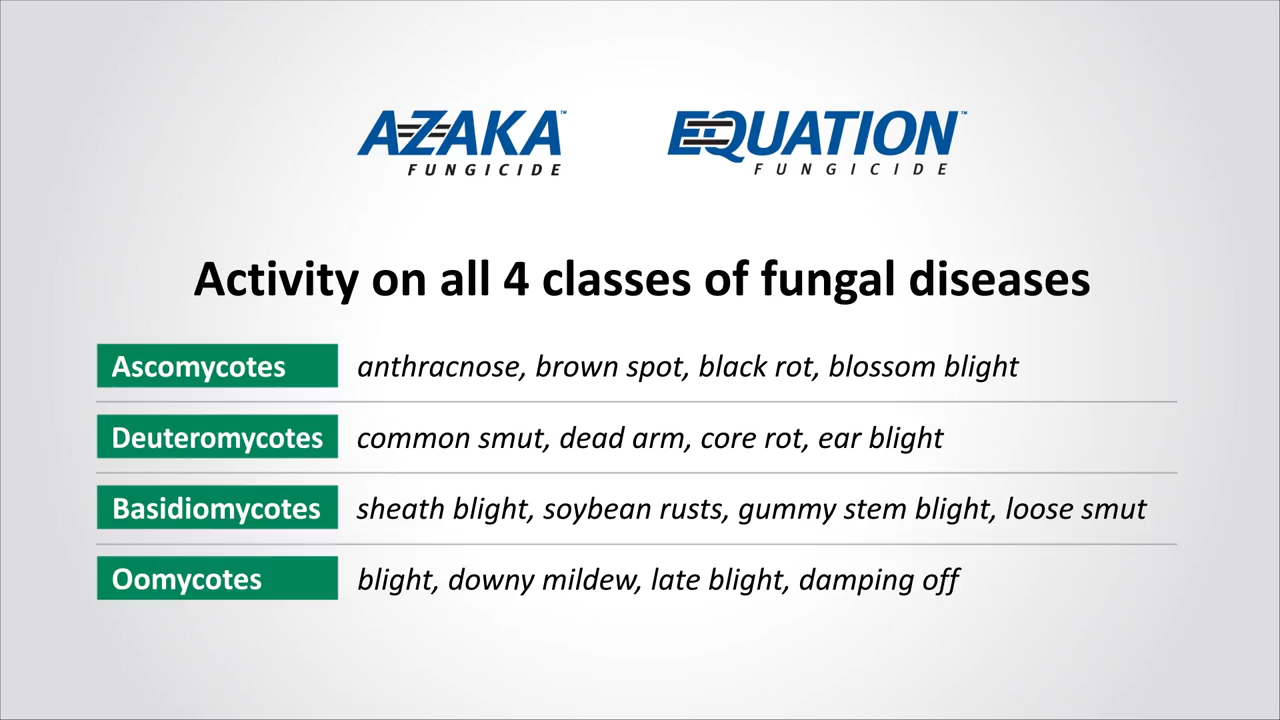 AZAKA™
FUNGICIDE
EQUATION™
FUNGICIDE
Activity on all 4 classes of fungal diseases
Ascomycotes anthracnose, brown spot, black rot, blossom blight
Deuteromycotes common smut, dead arm, core rot, ear blight
Basidiomycotes sheath blight, soybean rusts, gummy stem blight, loose smut
Oomycotes blight, downy mildew, late blight, damping off